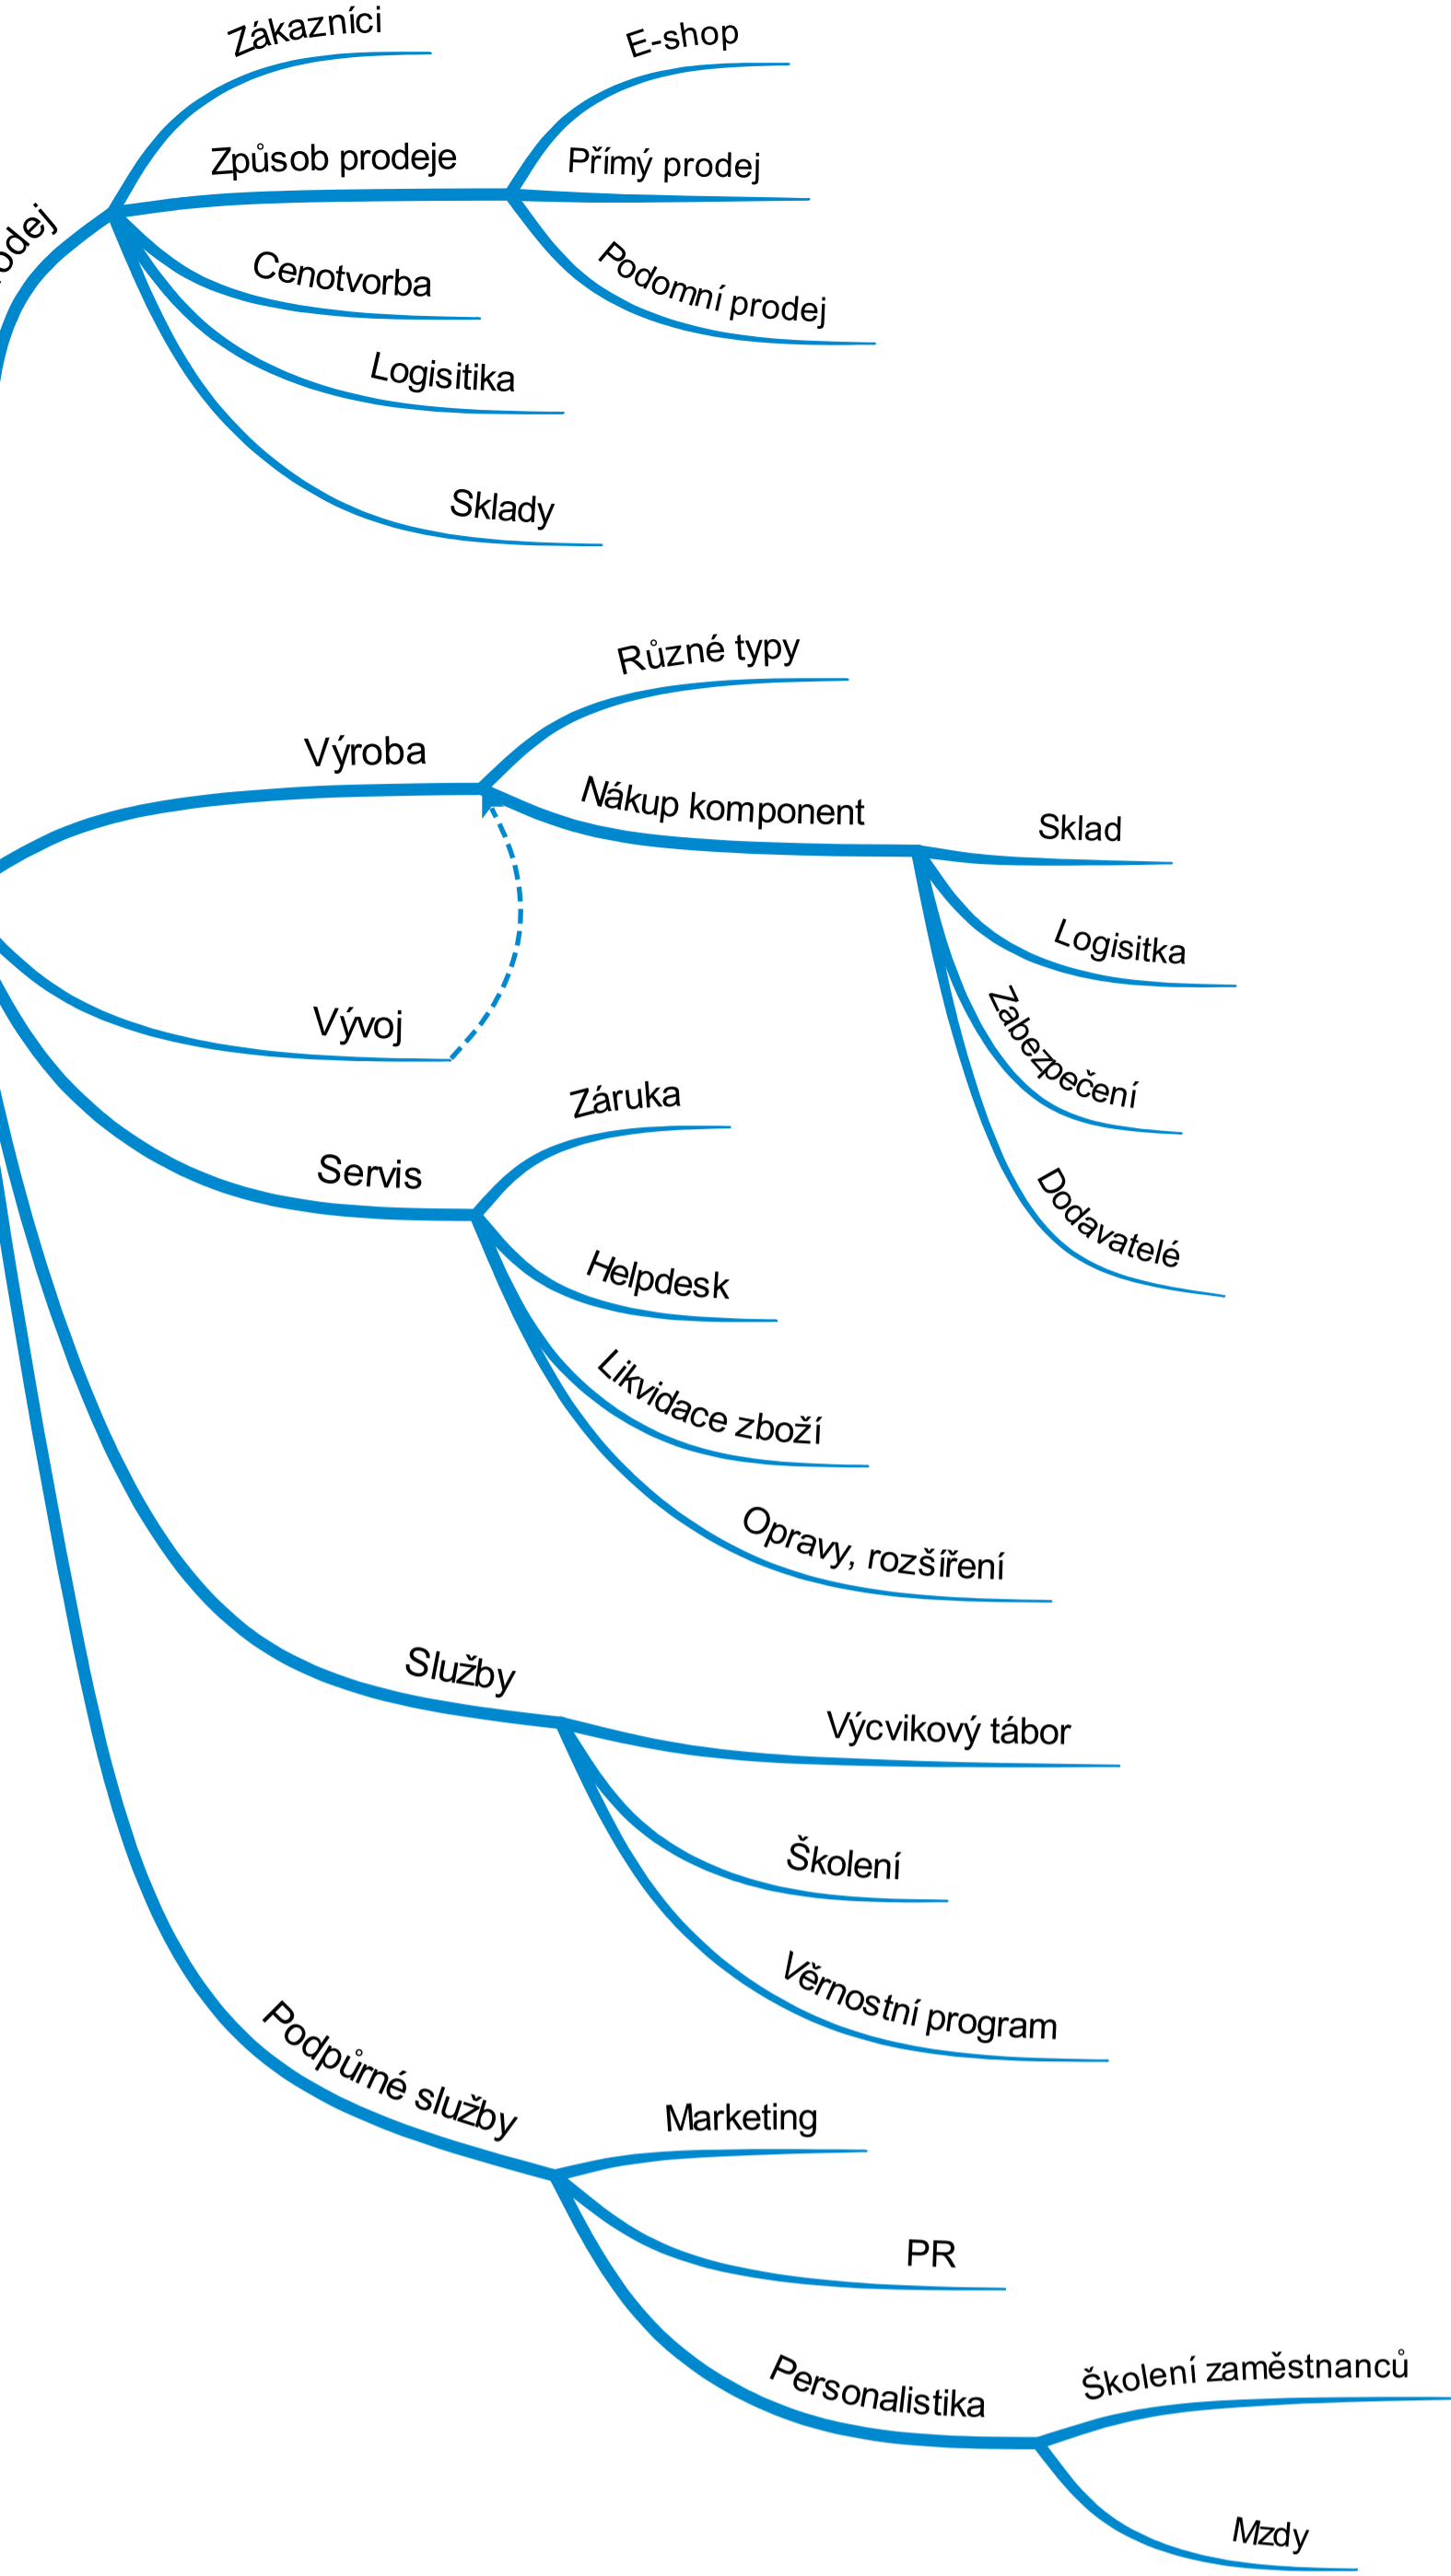 Zákazníci
E-shop
Způsob prodeje
Přímý prodej
odej
Cenotvorba
Podomní prodej
Logisitika
Sklady
Různé typy
Výroba
Nákup komponent
Sklad
Logisitka
Vývoj
Zabezpečení
Záruka
Servis
Dodavatelé
Helpdesk
Likvidace zboží
Opravy, rozšíření
Služby
Výcvikový tábor
Školení
Věrnostní program
Podpůrné služby
Marketing
PR
Personalistika
Školení zaměstnanců
Mzdy